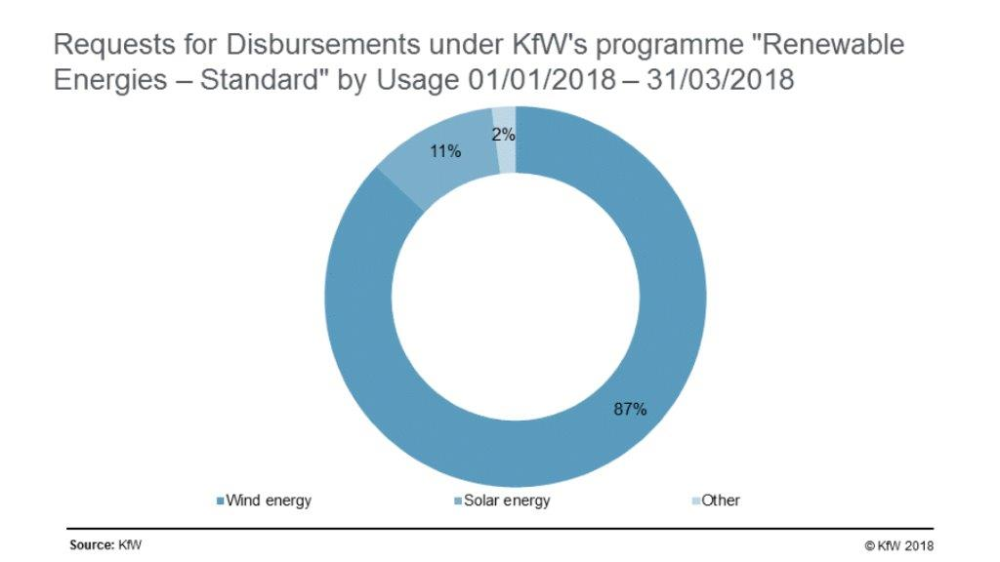 Requests for Disbursements under KfW's programme "Renewable
Energies – Standard" by Usage 01/01/2018 – 31/03/2018
2%
11%
87%
Wind energy
Solar energy
Other
Source: KfW
© KfW 2018